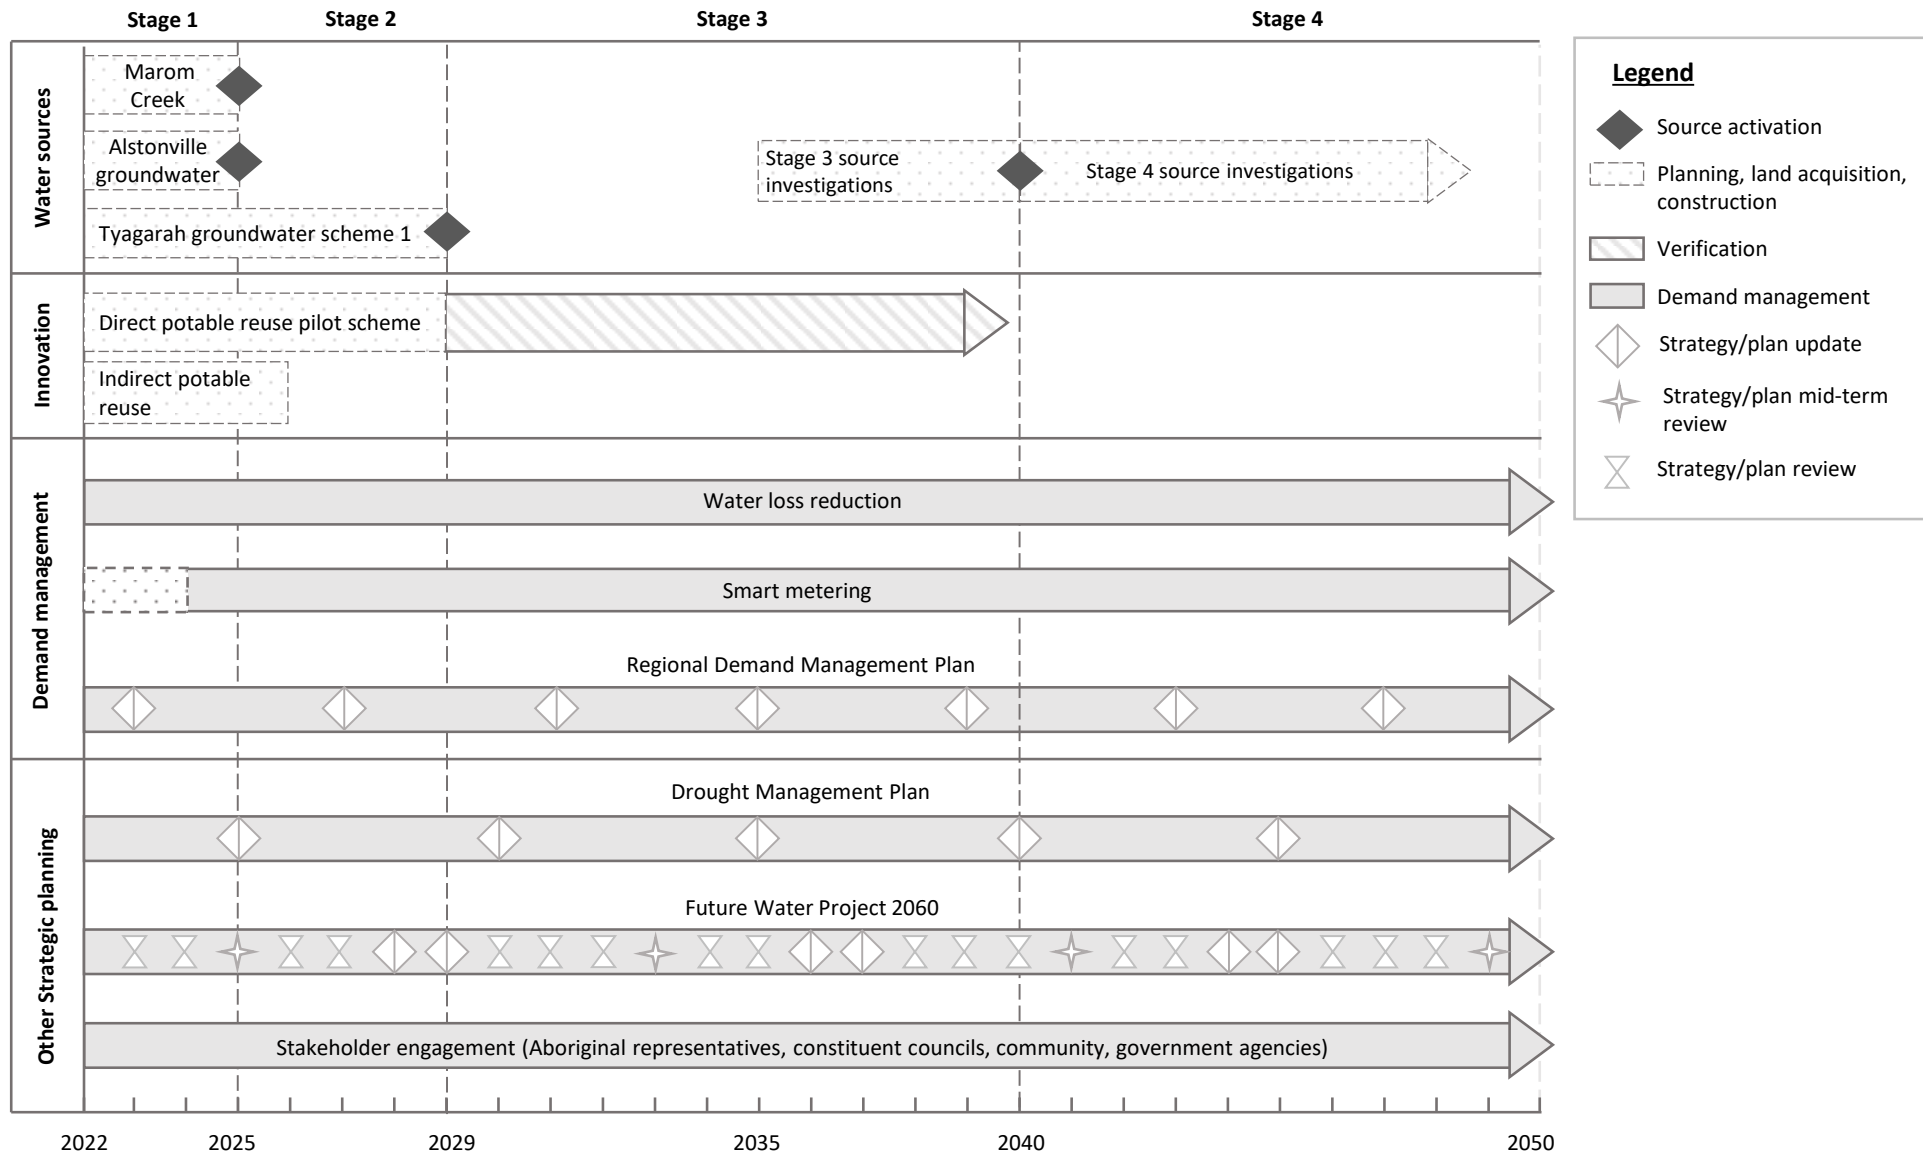 Stage 1
Stage 2
Stage 3
Stage 4
Water sources
Marom
Creek
Alstonville
groundwater
Tyagarah groundwater scheme 1
Stage 3 source
investigations
Stage 4 source investigations
Innovation
Direct potable reuse pilot scheme
Indirect potable
reuse
Demand management
Water loss reduction
Smart metering
Regional Demand Management Plan
Other Strategic planning
Drought Management Plan
Future Water Project 2060
Stakeholder engagement (Aboriginal representatives, constituent councils, community, government agencies)
2022
2025
2029
2035
2040
2050
Legend
Source activation
Planning, land acquisition,
construction
Verification
Demand management
Strategy/plan update
Strategy/plan mid-term
review
Strategy/plan review